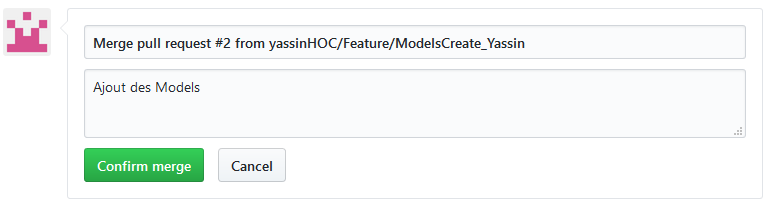 Merge pull request #2 from yassinHOC/Feature/ModelsCreate_Yassin
Ajout des Models
Confirm merge
Cancel